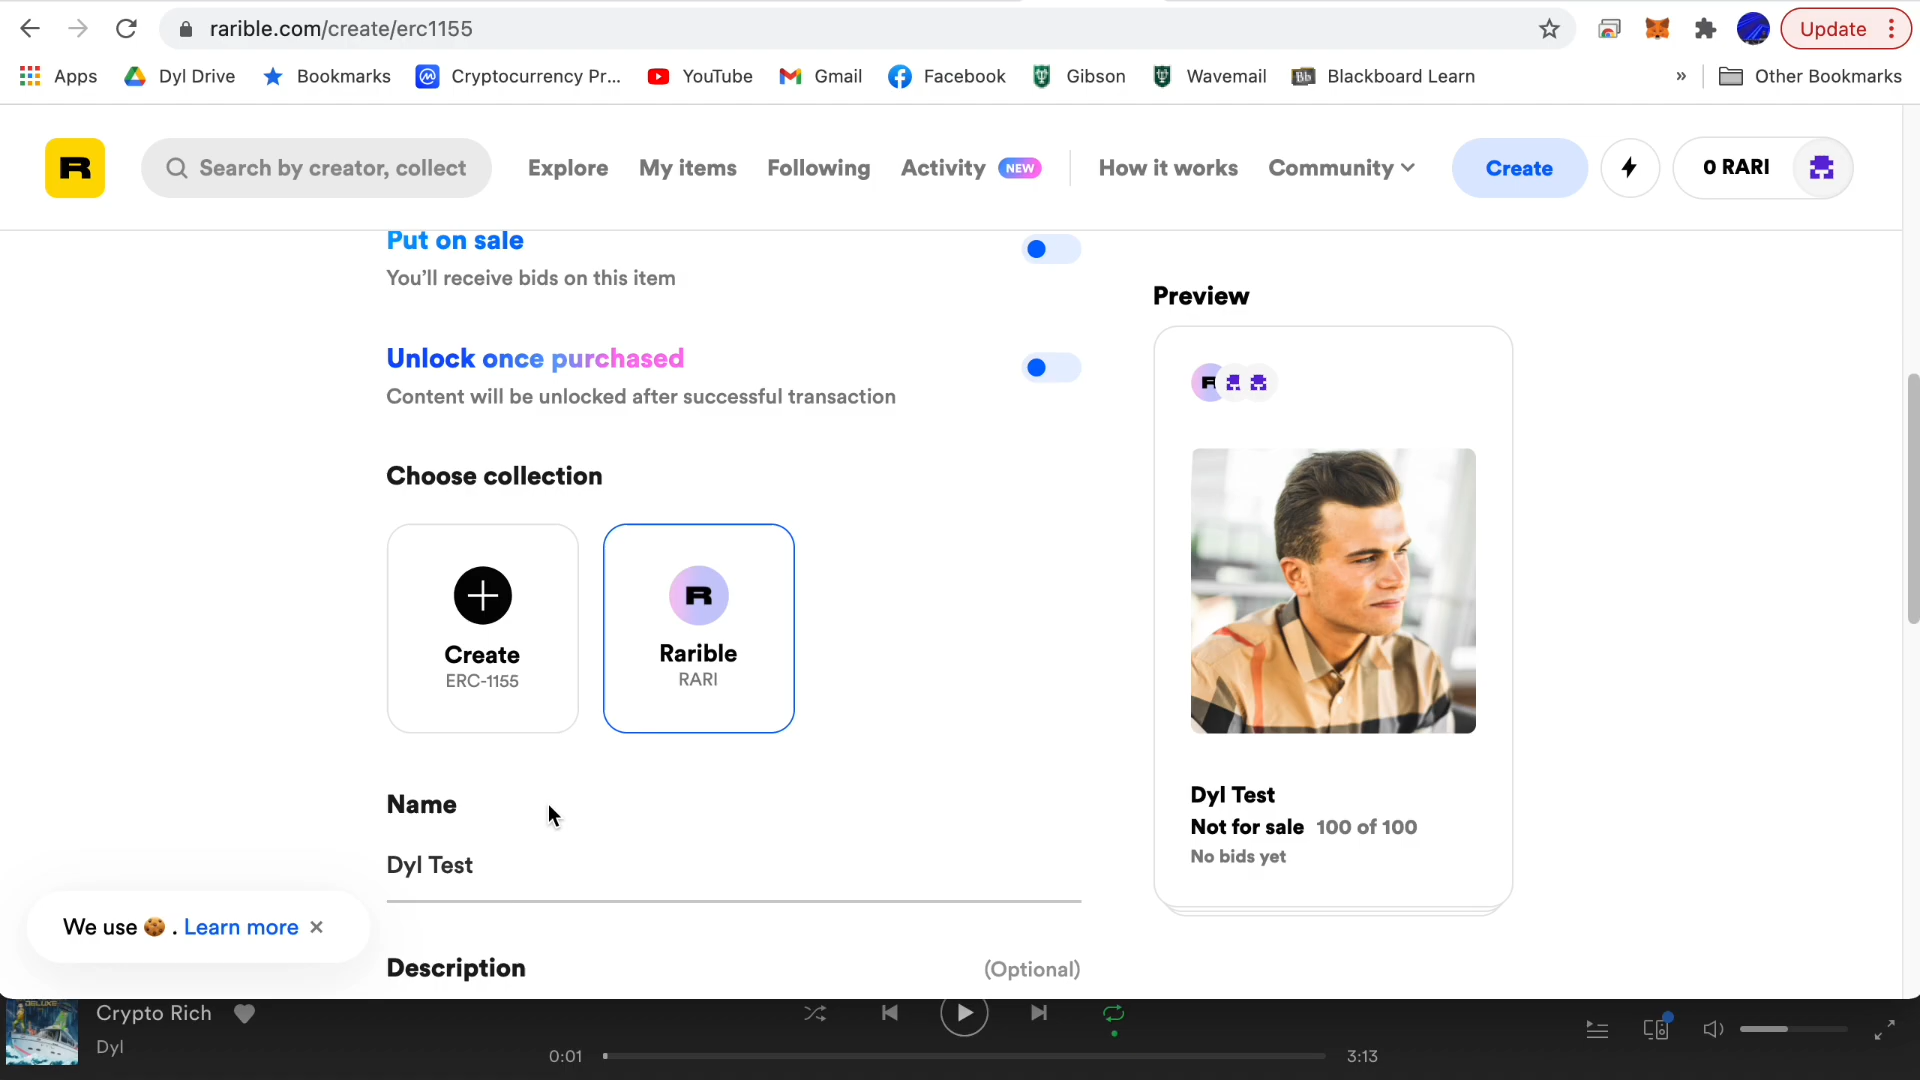 rarible.com/create/erc1155
Update
Apps
Dyl Drive
Bookmarks
Cryptocurrency Pr...
YouTube
Gmail
Facebook
Gibson
Wavemail
Bb
Blackboard Learn
»
Other Bookmarks
R
Search by creator, collect
Explore
My items
Following
Activity
NEW
How it works
Community
Create
0 RARI
Put on sale
You'll receive bids on this item
Unlock once purchased
Content will be unlocked after successful transaction
Choose collection
Create
ERC-1155
R
Rarible
RARI
Name
Dyl Test
Description
(Optional)
Preview
R
Dyl Test
Not for sale 100 of 100
No bids yet
We use 🍪 . Learn more ×
DELUXE
Crypto Rich
Dyl
0:01
3:13